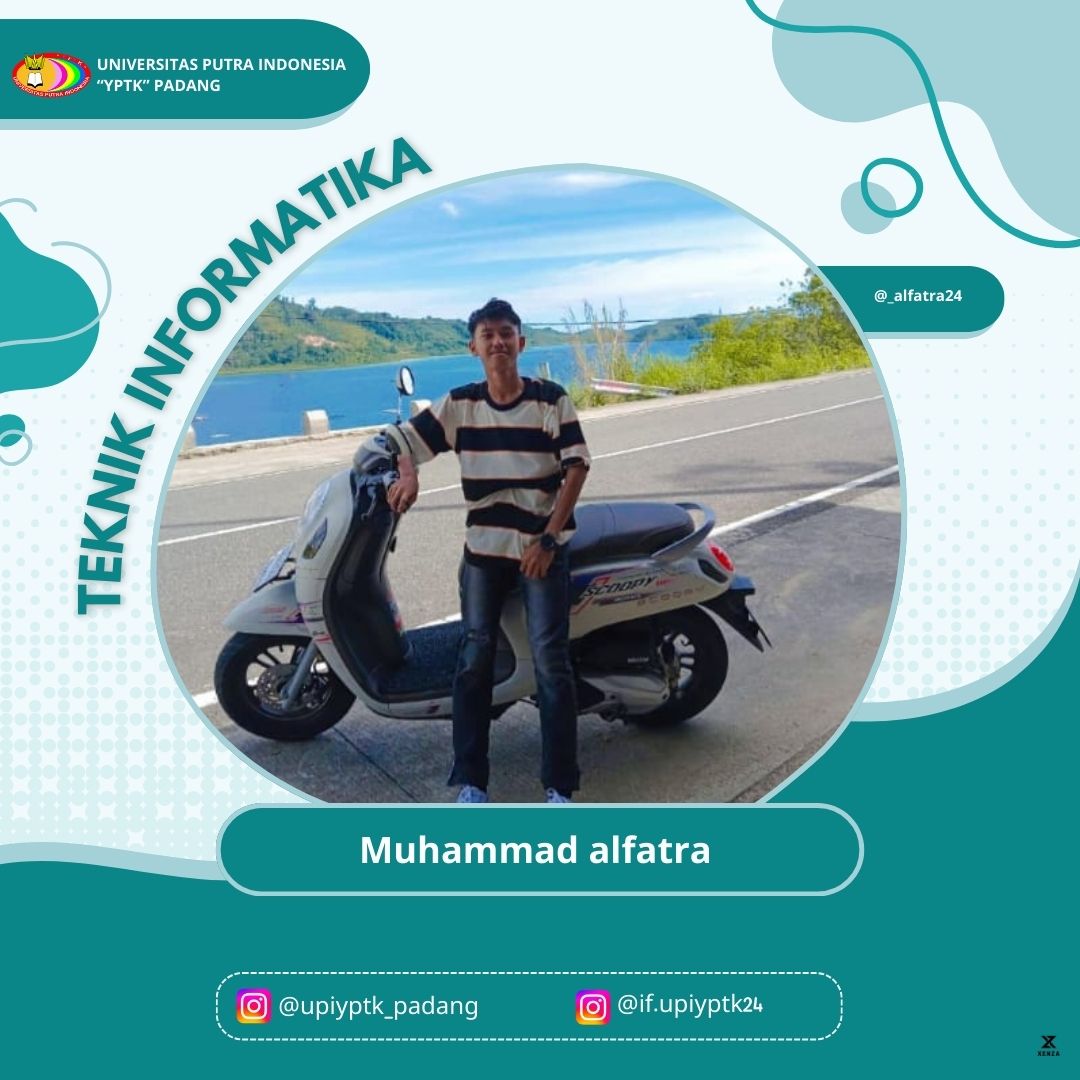 UNIVERSITAS PUTRA INDONESIA
“YPTK” PADANG
TEKNIK INFORMATIKA
@_alfatra24
SCOOPY
Muhammad alfatra
@upiyptk_padang
@if.upiyptk24
XENZA